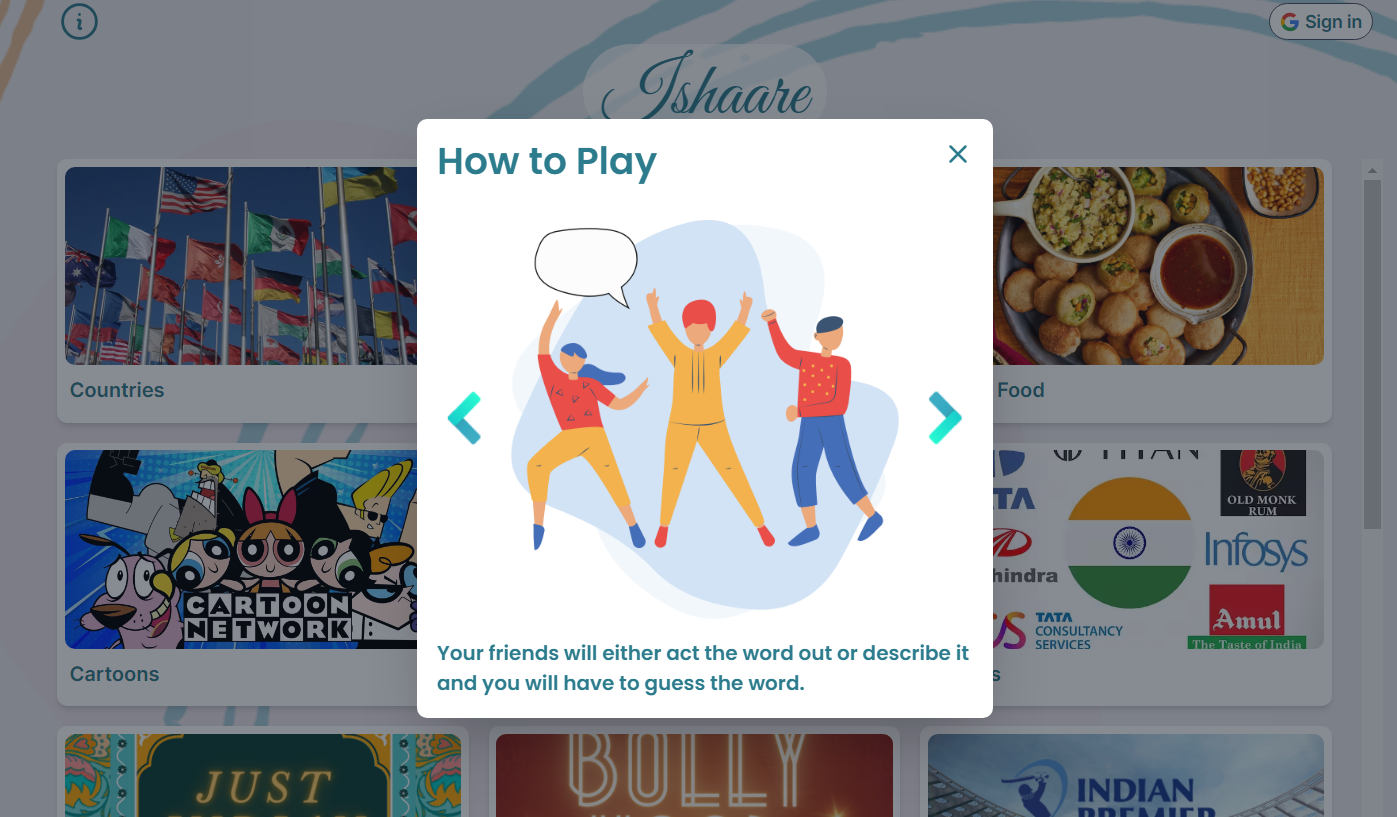 Sign in
Ishaare
How to Play
Countries
Food
TITAN
OLD MONK
RUM
Infosys
TATA
CONSULTANCY
SERVICES
Amul
The Taste of India
CARTOON
NETWORK
Cartoons
Your friends will either act the word out or describe it
and you will have to guess the word.
JUST
BOLLY
INDIAN
PREMIER